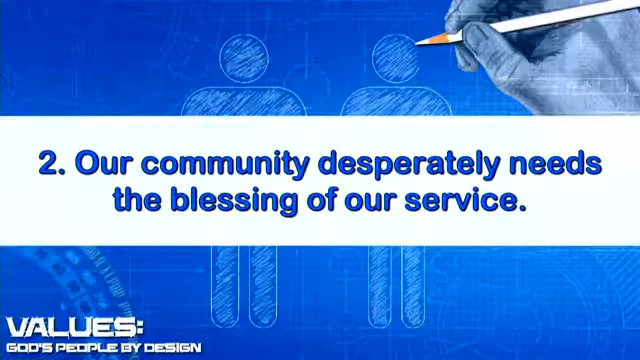 2. Our community desperately needs
the blessing of our service.
VALUES:
GOD'S PEOPLE BY DESIGN